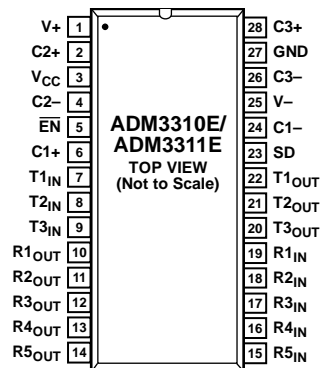 V+ 1 28 C3+
C2+ 2 27 GND
VCC 3 26 C3–
C2– 4 25 V–
EN 5 24 C1–
C1+ 6 23 SD
T1IN 7 22 T1OUT
T2IN 8 21 T2OUT
T3IN 9 20 T3OUT
R1OUT 10 19 R1IN
R2OUT 11 18 R2IN
R3OUT 12 17 R3IN
R4OUT 13 16 R4IN
R5OUT 14 15 R5IN
ADM3310E/
ADM3311E
TOP VIEW
(Not to Scale)